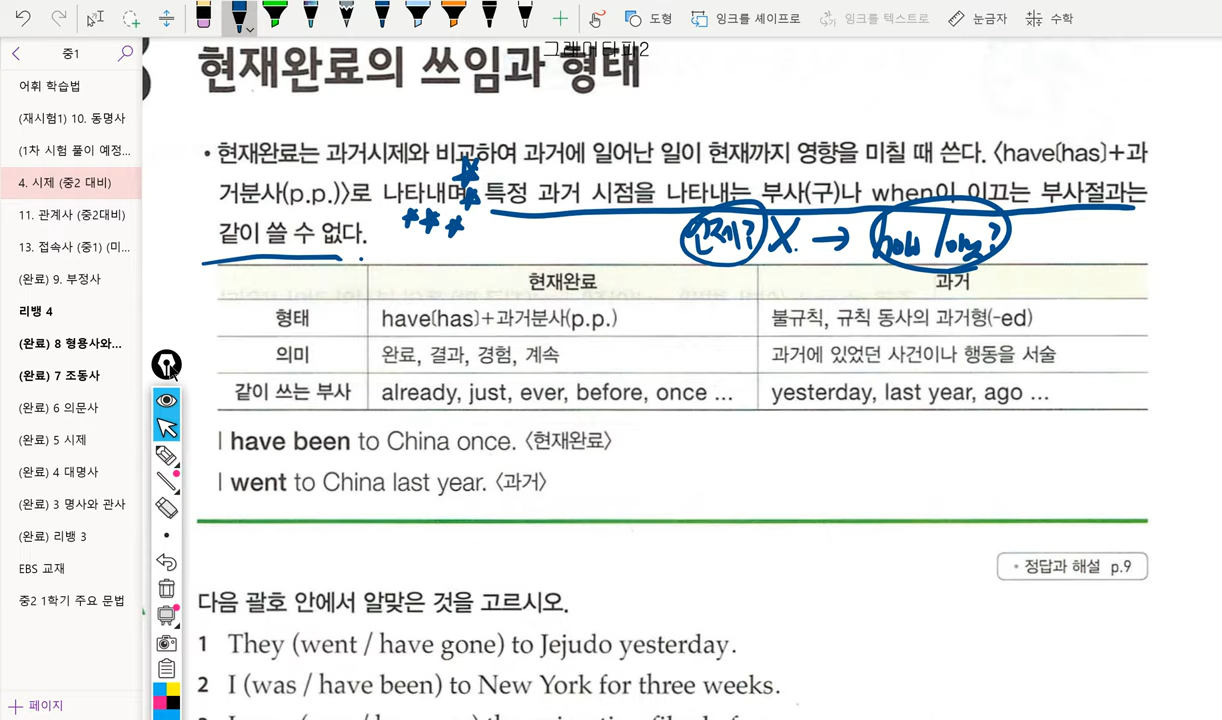 도형
잉크를 셰이프로
잉크를 텍스트로
눈금자
수학
중1
어휘 학습법
(재시험1) 10. 동명사
(1차 시험 풀이 예정...
4. 시제 (중2 대비)
11. 관계사 (중2대비)
13. 접속사 (중1) (미...
(완료) 9. 부정사
리뱅 4
(완료) 8 형용사와...
(완료) 7 조동사
(완료) 6 의문사
(완료) 5 시제
(완료) 4 대명사
(완료) 3 명사와 관사
(완료) 리뱅 3
EBS 교재
중2 1학기 주요 문법
페이지
그래머타파2
현재완료의 쓰임과 형태
• 현재완료는 과거시제와 비교하여 과거에 일어난 일이 현재까지 영향을 미칠 때 쓴다. 〈have(has)+과
거분사(p.p.)〉로 나타내며, 특정 과거 시점을 나타내는 부사(구)나 when이 이끄는 부사절과는
같이 쓸 수 없다.
언제? X. → how long?
현재완료 과거
형태 have(has)+과거분사(p.p.) 불규칙, 규칙 동사의 과거형(-ed)
의미 완료, 결과, 경험, 계속 과거에 있었던 사건이나 행동을 서술
같이 쓰는 부사 already, just, ever, before, once ... yesterday, last year, ago ...
I have been to China once. 〈현재완료〉
I went to China last year. 〈과거〉
• 정답과 해설 p.9
다음 괄호 안에서 알맞은 것을 고르시오.
1 They (went / have gone) to Jejudo yesterday.
2 I (was / have been) to New York for three weeks.